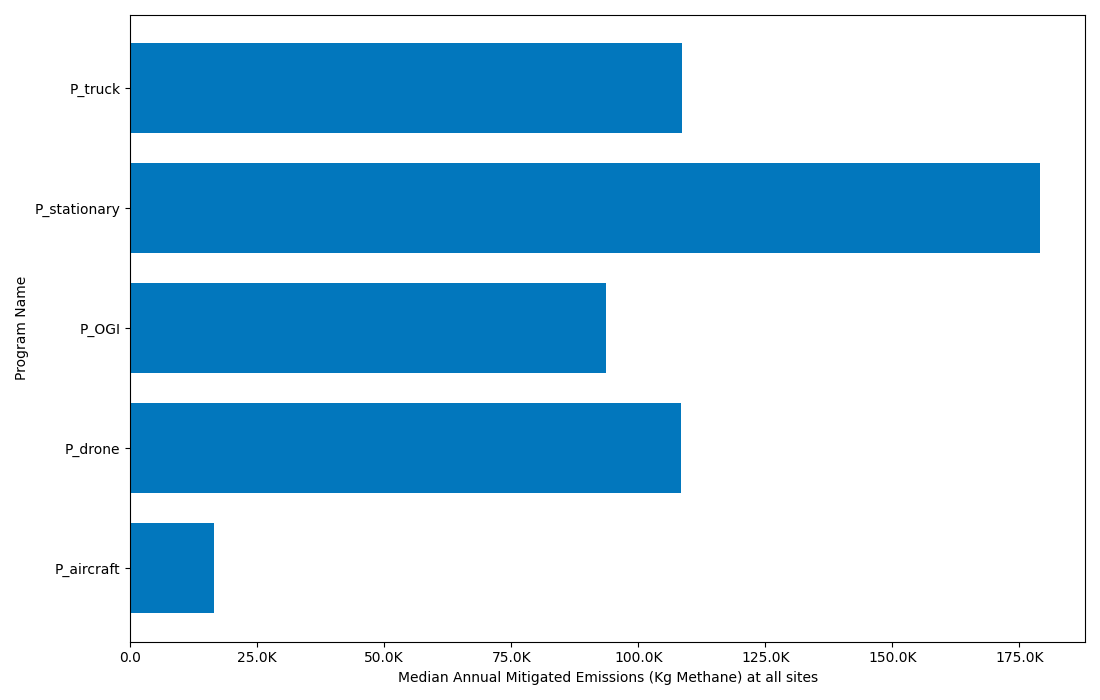 P_truck
P_stationary
P_OGI
P_drone
P_aircraft
Program Name
0.0 25.0K 50.0K 75.0K 100.0K 125.0K 150.0K 175.0K
Median Annual Mitigated Emissions (Kg Methane) at all sites